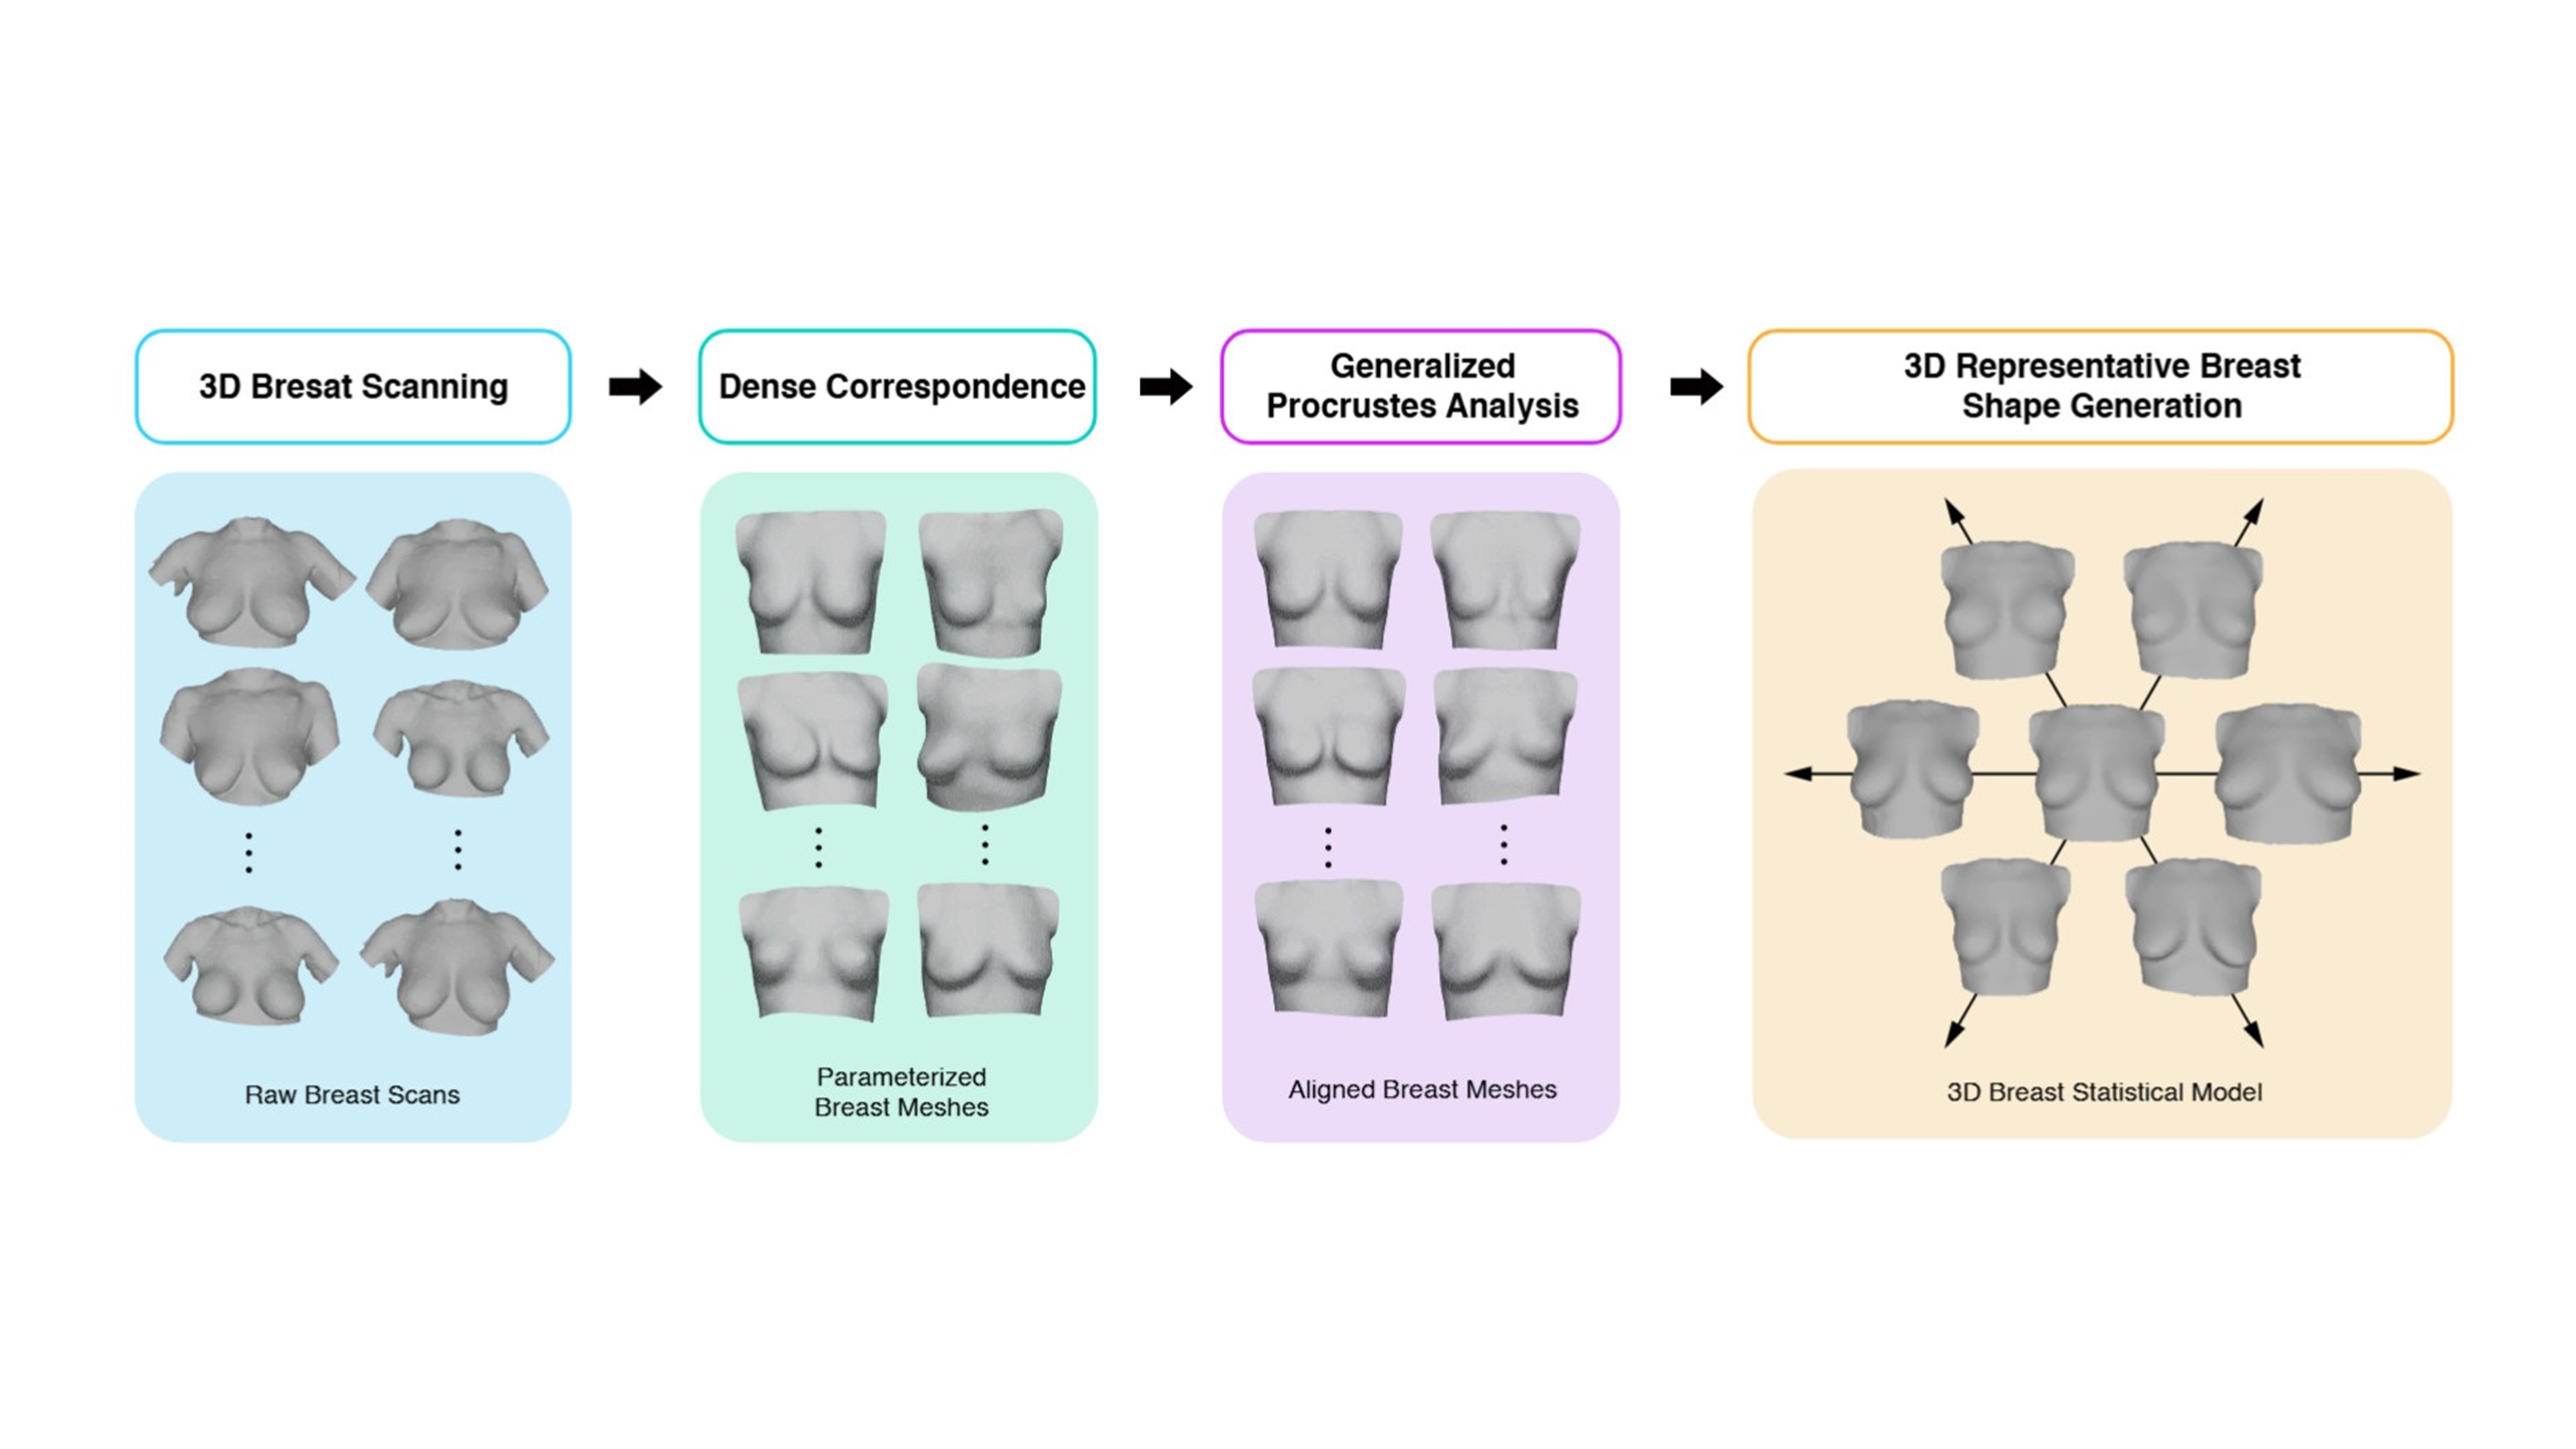 3D Bresat Scanning
Dense Correspondence
Generalized
Procrustes Analysis
3D Representative Breast
Shape Generation
Raw Breast Scans
Parameterized
Breast Meshes
Aligned Breast Meshes
3D Breast Statistical Model